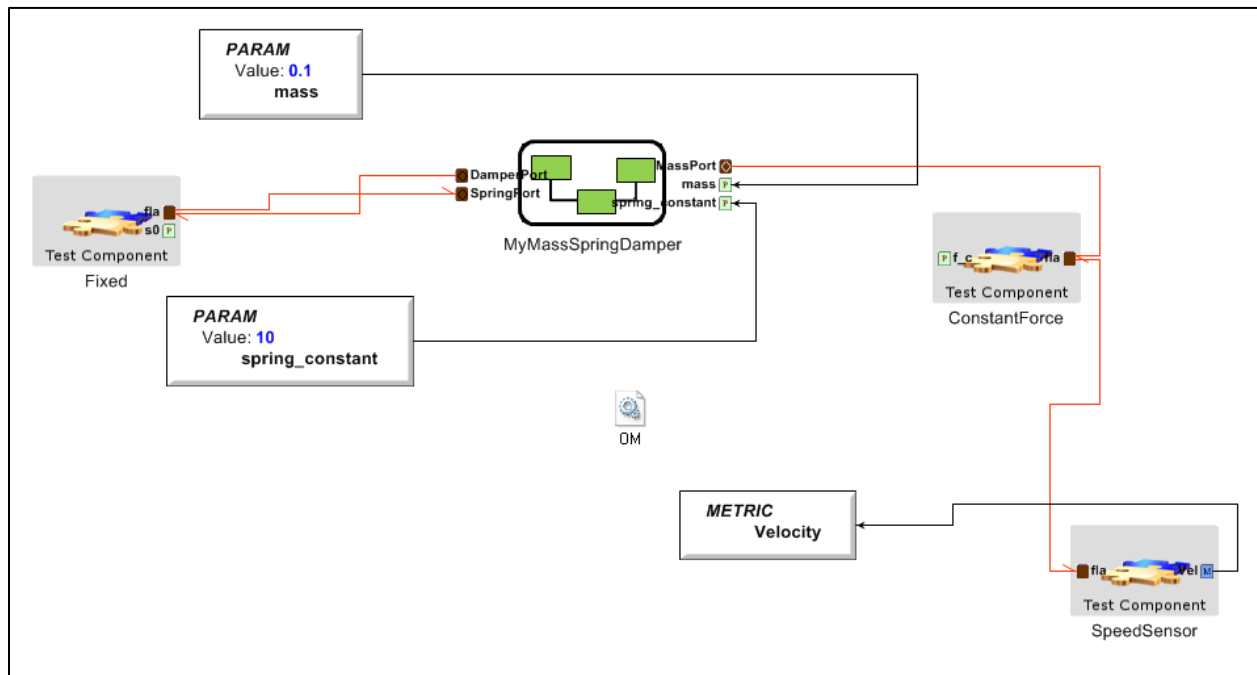 PARAM
Value: 0.1
mass
DamperPort
SpringPort
MassPort
mass
spring_constant
MyMassSpringDamper
fla
s0
Test Component
Fixed
P
P
P
PARAM
Value: 10
spring_constant
P
f_c
fla
Test Component
ConstantForce
OM
METRIC
Velocity
fla
Vel
M
Test Component
SpeedSensor